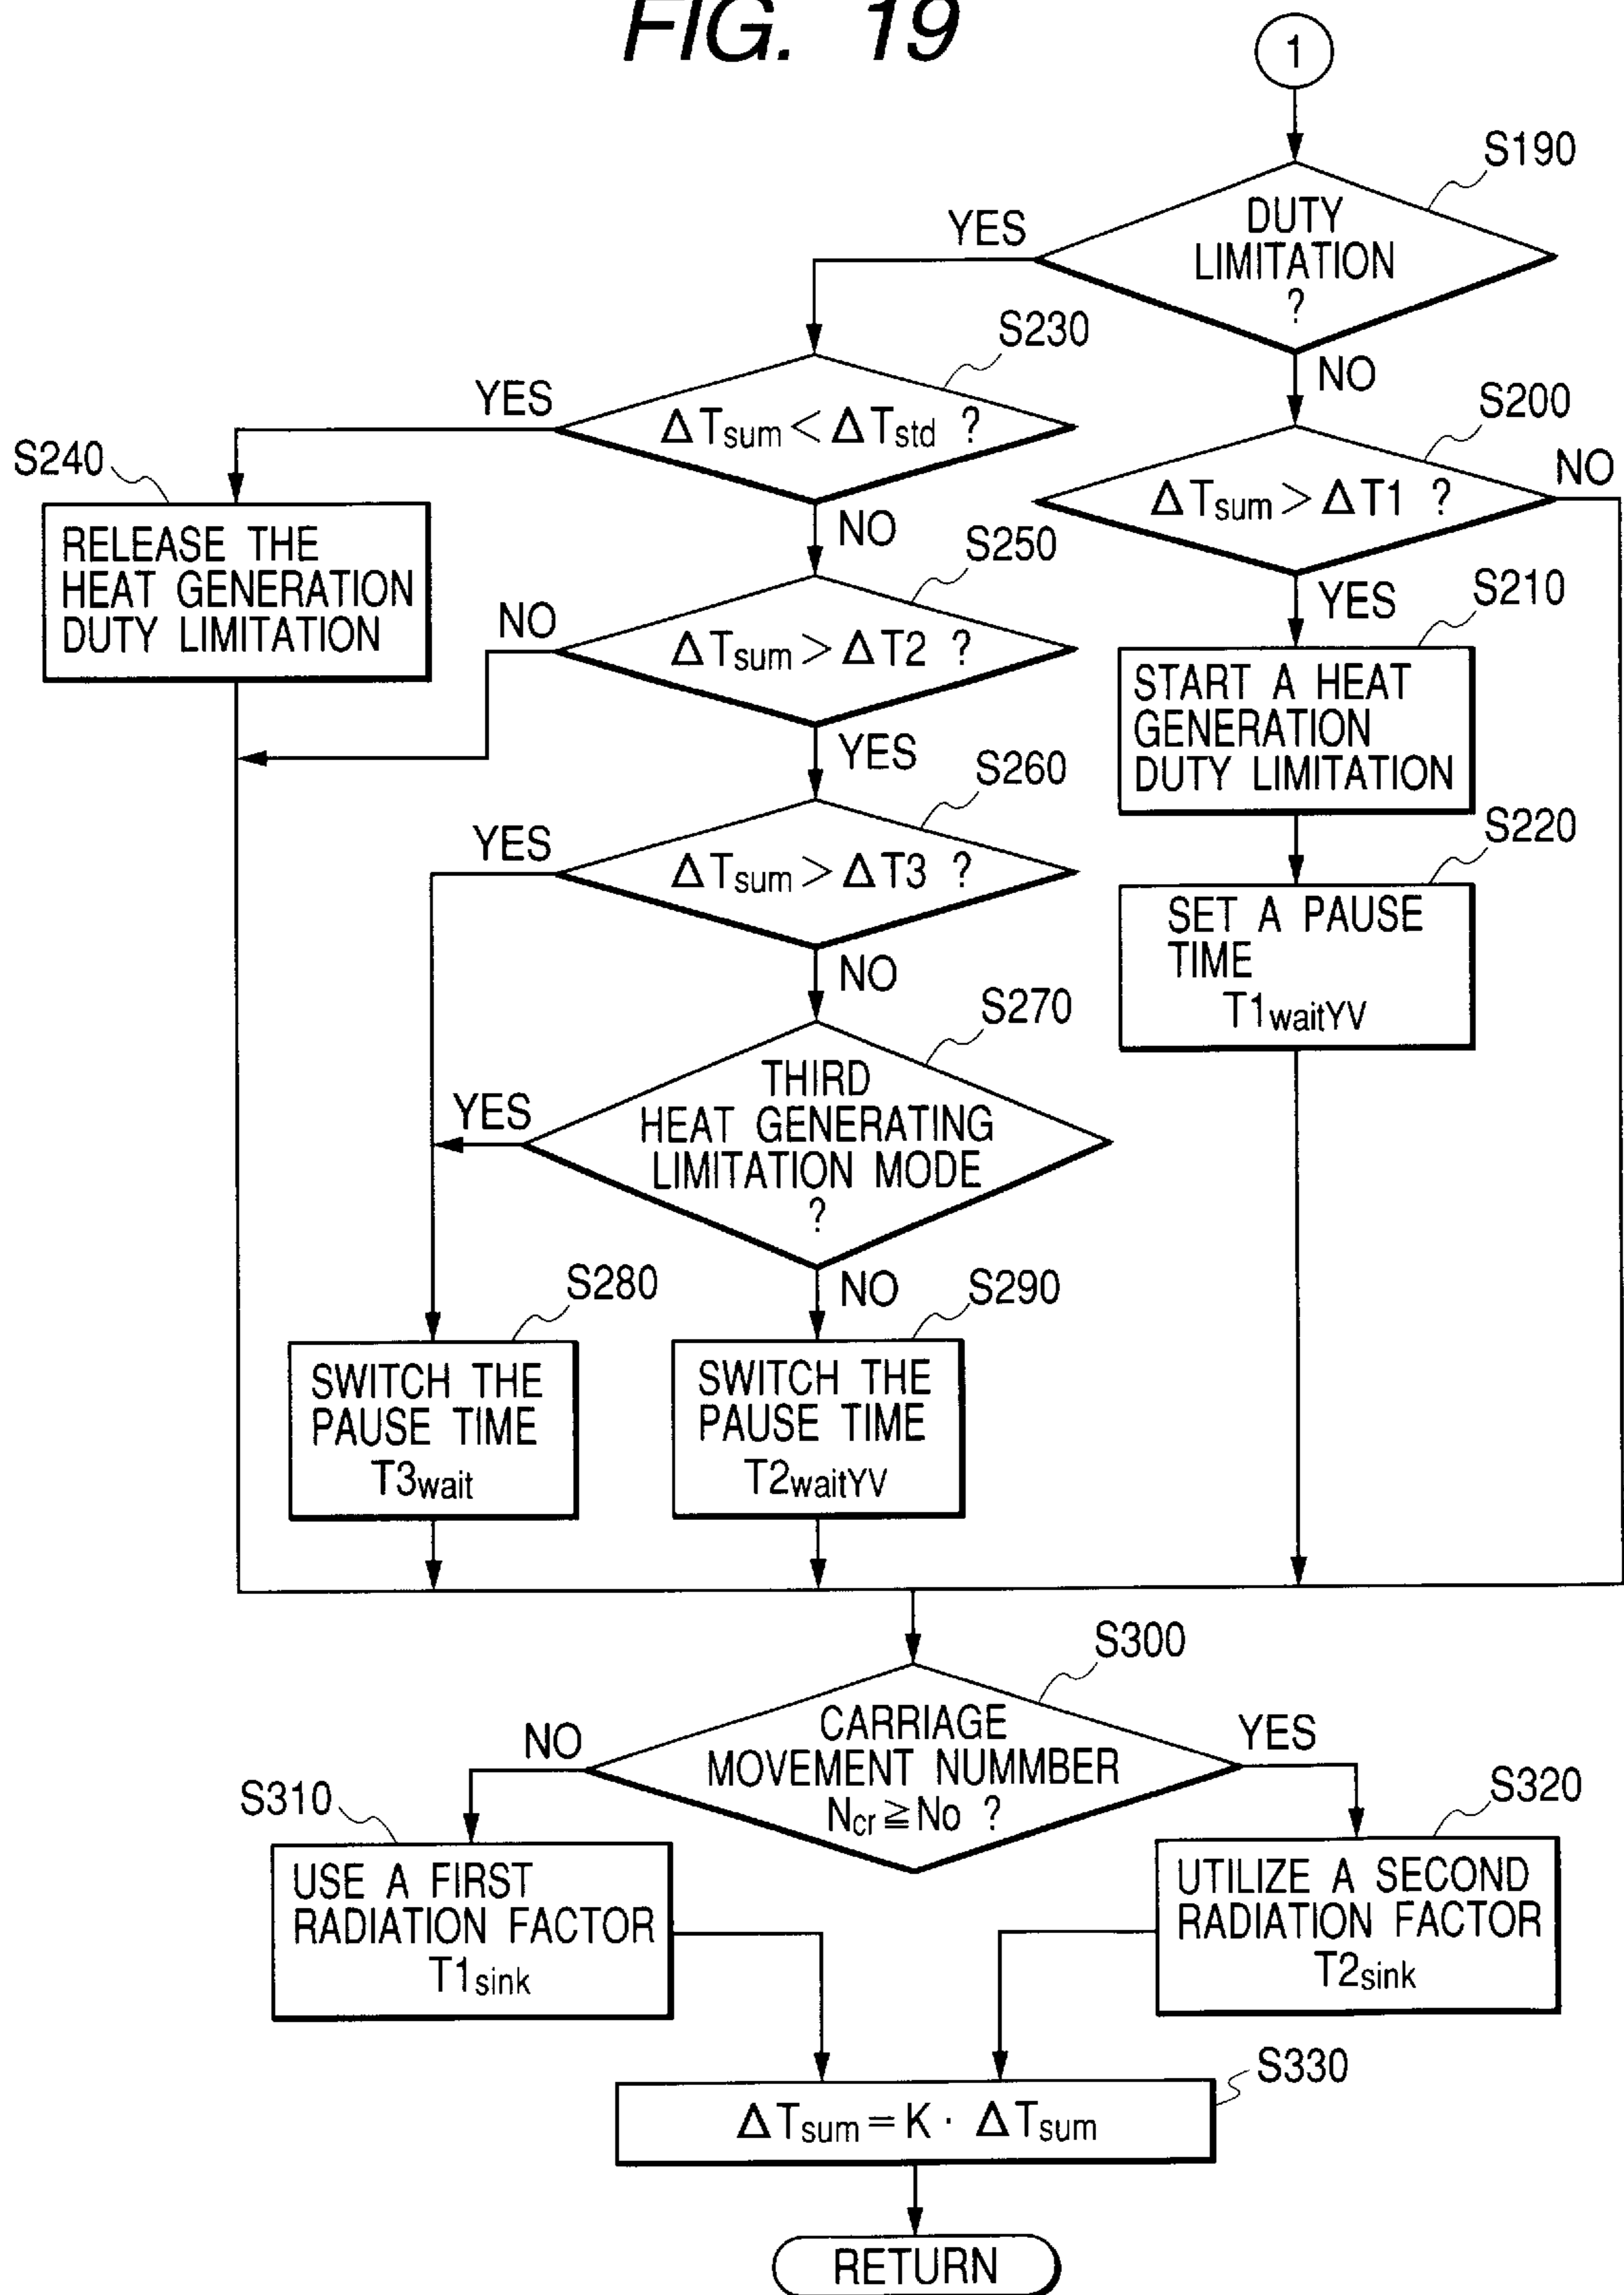 FIG. 19
1
S190
DUTY
LIMITATION
?
YES
NO
S230
ΔTsum < ΔTstd ?
YES
NO
S200
ΔTsum > ΔT1 ?
NO
YES
S240
RELEASE THE
HEAT GENERATION
DUTY LIMITATION
S250
ΔTsum > ΔT2 ?
NO
YES
S210
START A HEAT
GENERATION
DUTY LIMITATION
S260
ΔTsum > ΔT3 ?
YES
NO
S220
SET A PAUSE
TIME
T1waitYV
S270
THIRD
HEAT GENERATING
LIMITATION MODE
?
YES
NO
S280
SWITCH THE
PAUSE TIME
T3wait
S290
SWITCH THE
PAUSE TIME
T2waitYV
S300
CARRIAGE
MOVEMENT NUMMBER
Ncr ≧ No ?
NO
YES
S310
USE A FIRST
RADIATION FACTOR
T1sink
S320
UTILIZE A SECOND
RADIATION FACTOR
T2sink
S330
ΔTsum = K · ΔTsum
RETURN